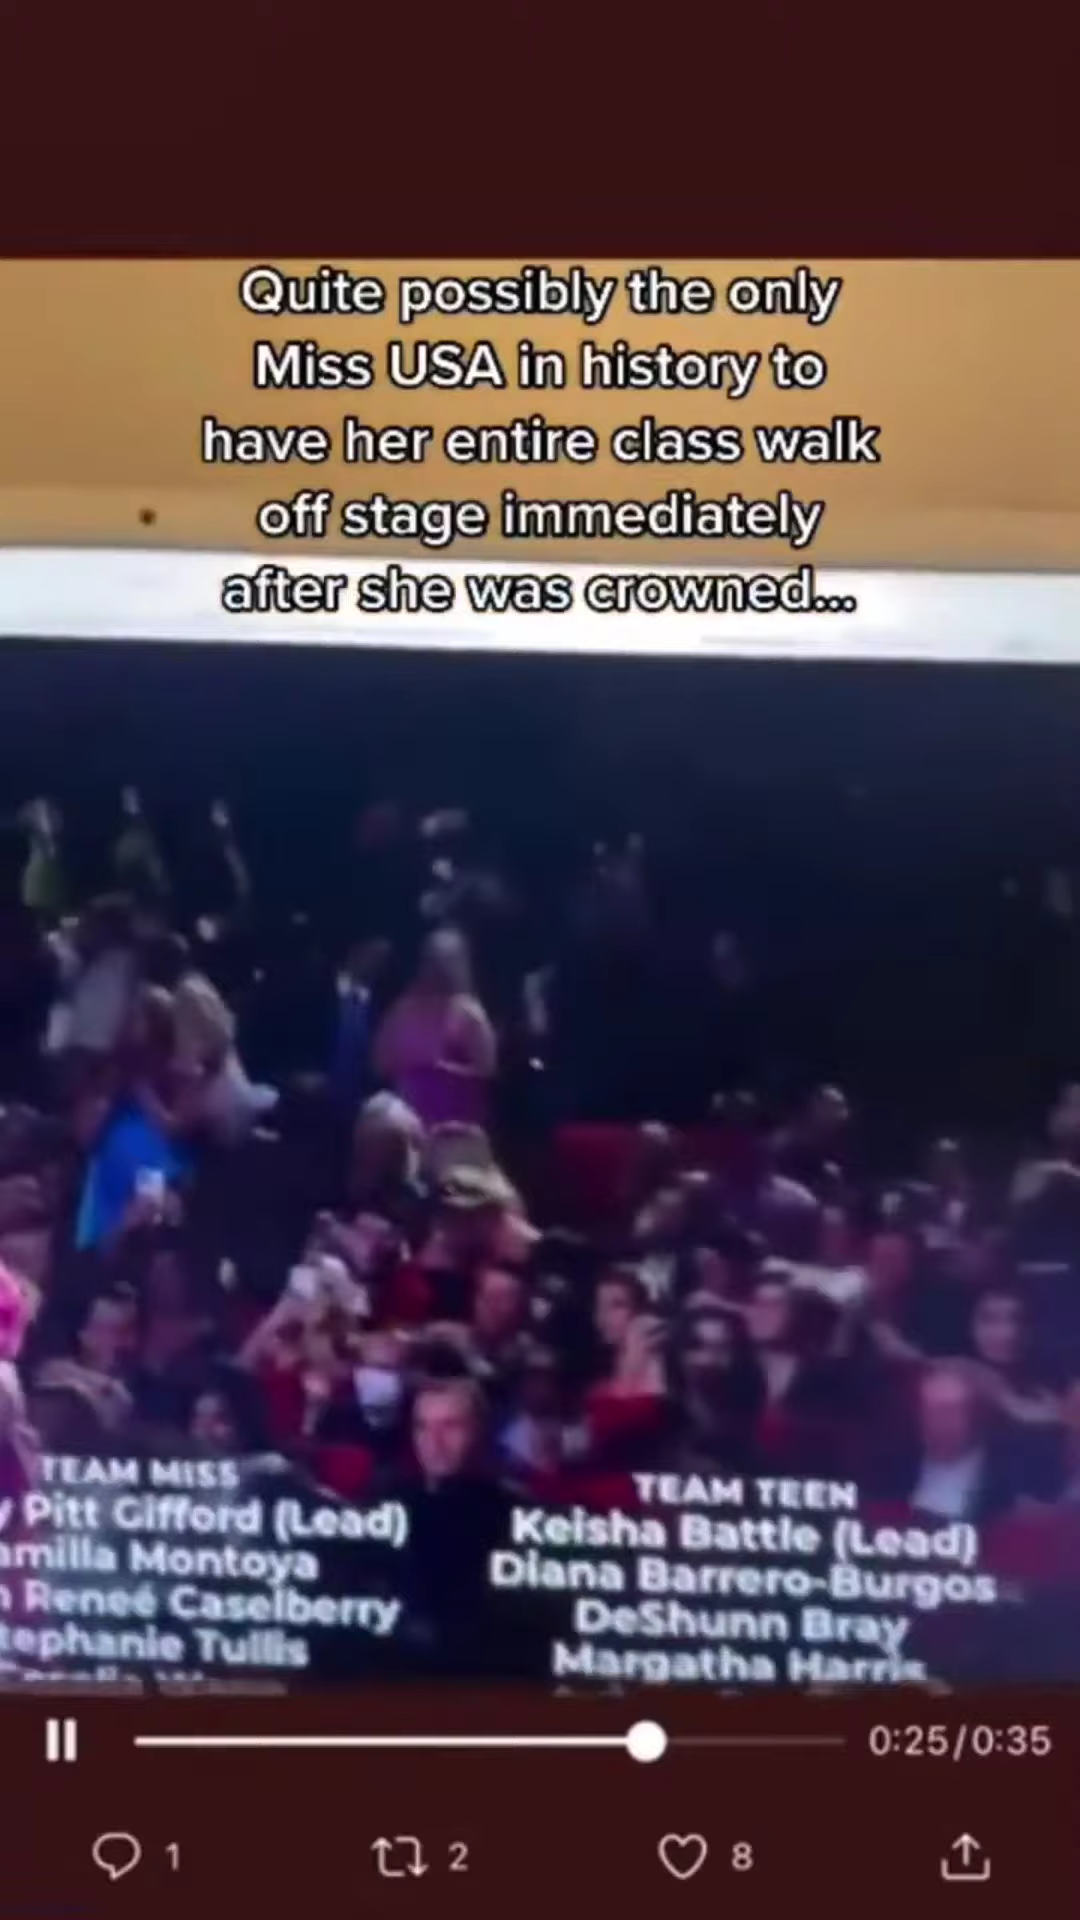 Quite possibly the only
Miss USA in history to
have her entire class walk
off stage immediately
after she was crowned...
TEAM MISS
Pitt Gifford (Lead)
Montoya
Reneé Caselberry
Tullis
TEAM TEEN
Keisha Battle (Lead)
Diana Barrero-Burgos
DeShunn Bray
Margatha Harris
0:25/0:35
1
2
8